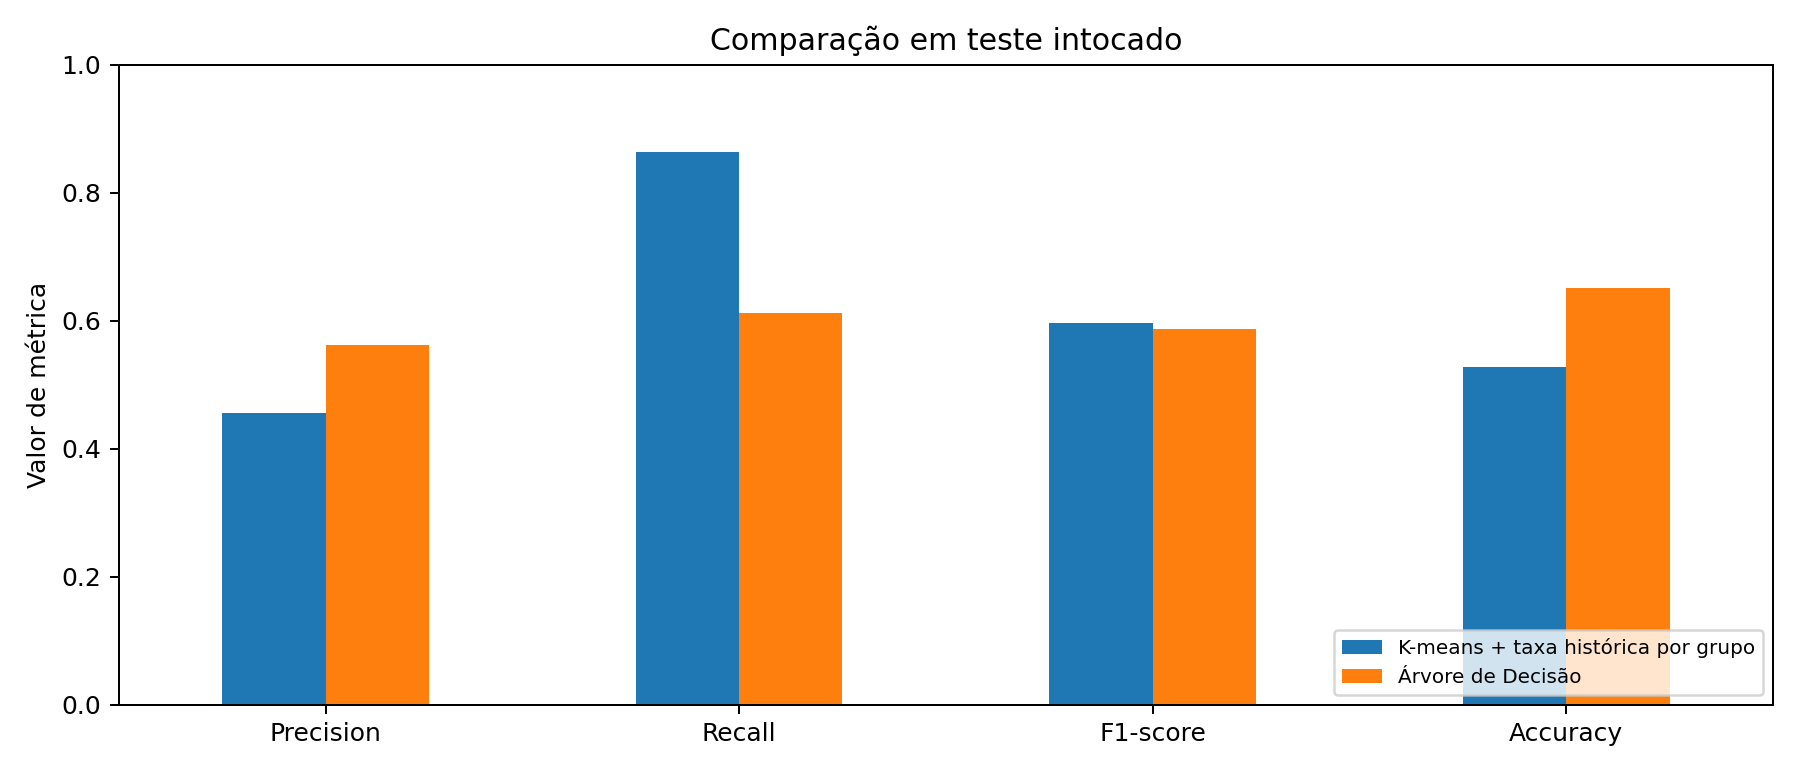 Comparação em teste intocado
Valor de métrica
1.0
0.8
0.6
0.4
0.2
0.0
Precision
Recall
F1-score
Accuracy
K-means + taxa histórica por grupo
Árvore de Decisão